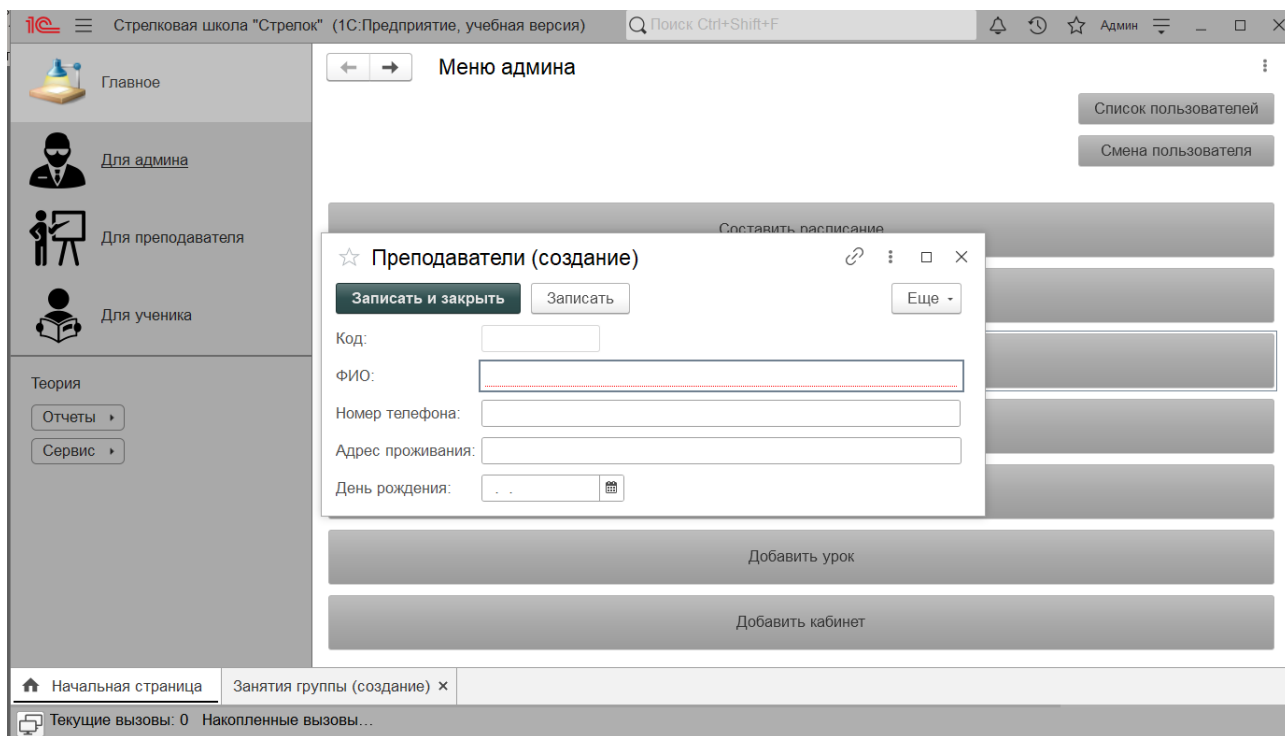 Стрелковая школа "Стрелок" (1С:Предприятие, учебная версия)
Поиск Ctrl+Shift+F
Админ
Главное
Для админа
Для преподавателя
Для ученика
Теория
Отчеты
Сервис
Меню админа
Список пользователей
Смена пользователя
Составить расписание
Преподаватели (создание)
Записать и закрыть Записать Еще
Код:
ФИО:
Номер телефона:
Адрес проживания:
День рождения: . .
Добавить урок
Добавить кабинет
Начальная страница Занятия группы (создание)
Текущие вызовы: 0 Накопленные вызовы...